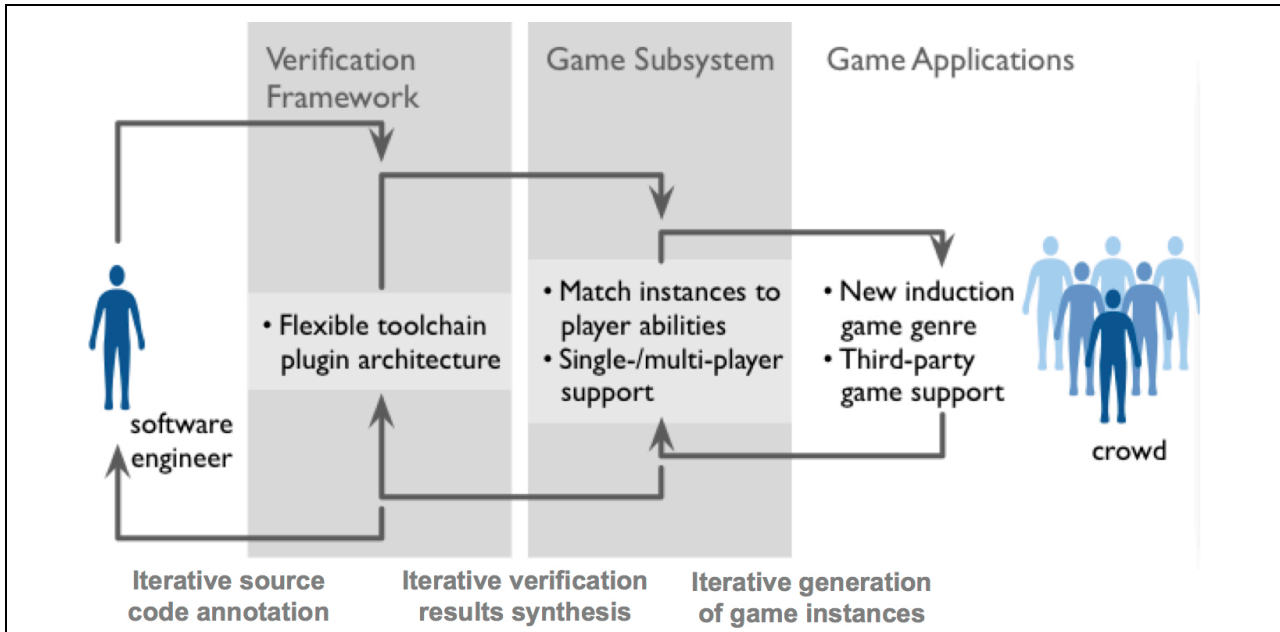 Verification
Framework
Game Subsystem
Game Applications
• Flexible toolchain
plugin architecture
• Match instances to
player abilities
• Single-/multi-player
support
• New induction
game genre
• Third-party
game support
software
engineer
crowd
Iterative source
code annotation
Iterative verification
results synthesis
Iterative generation
of game instances